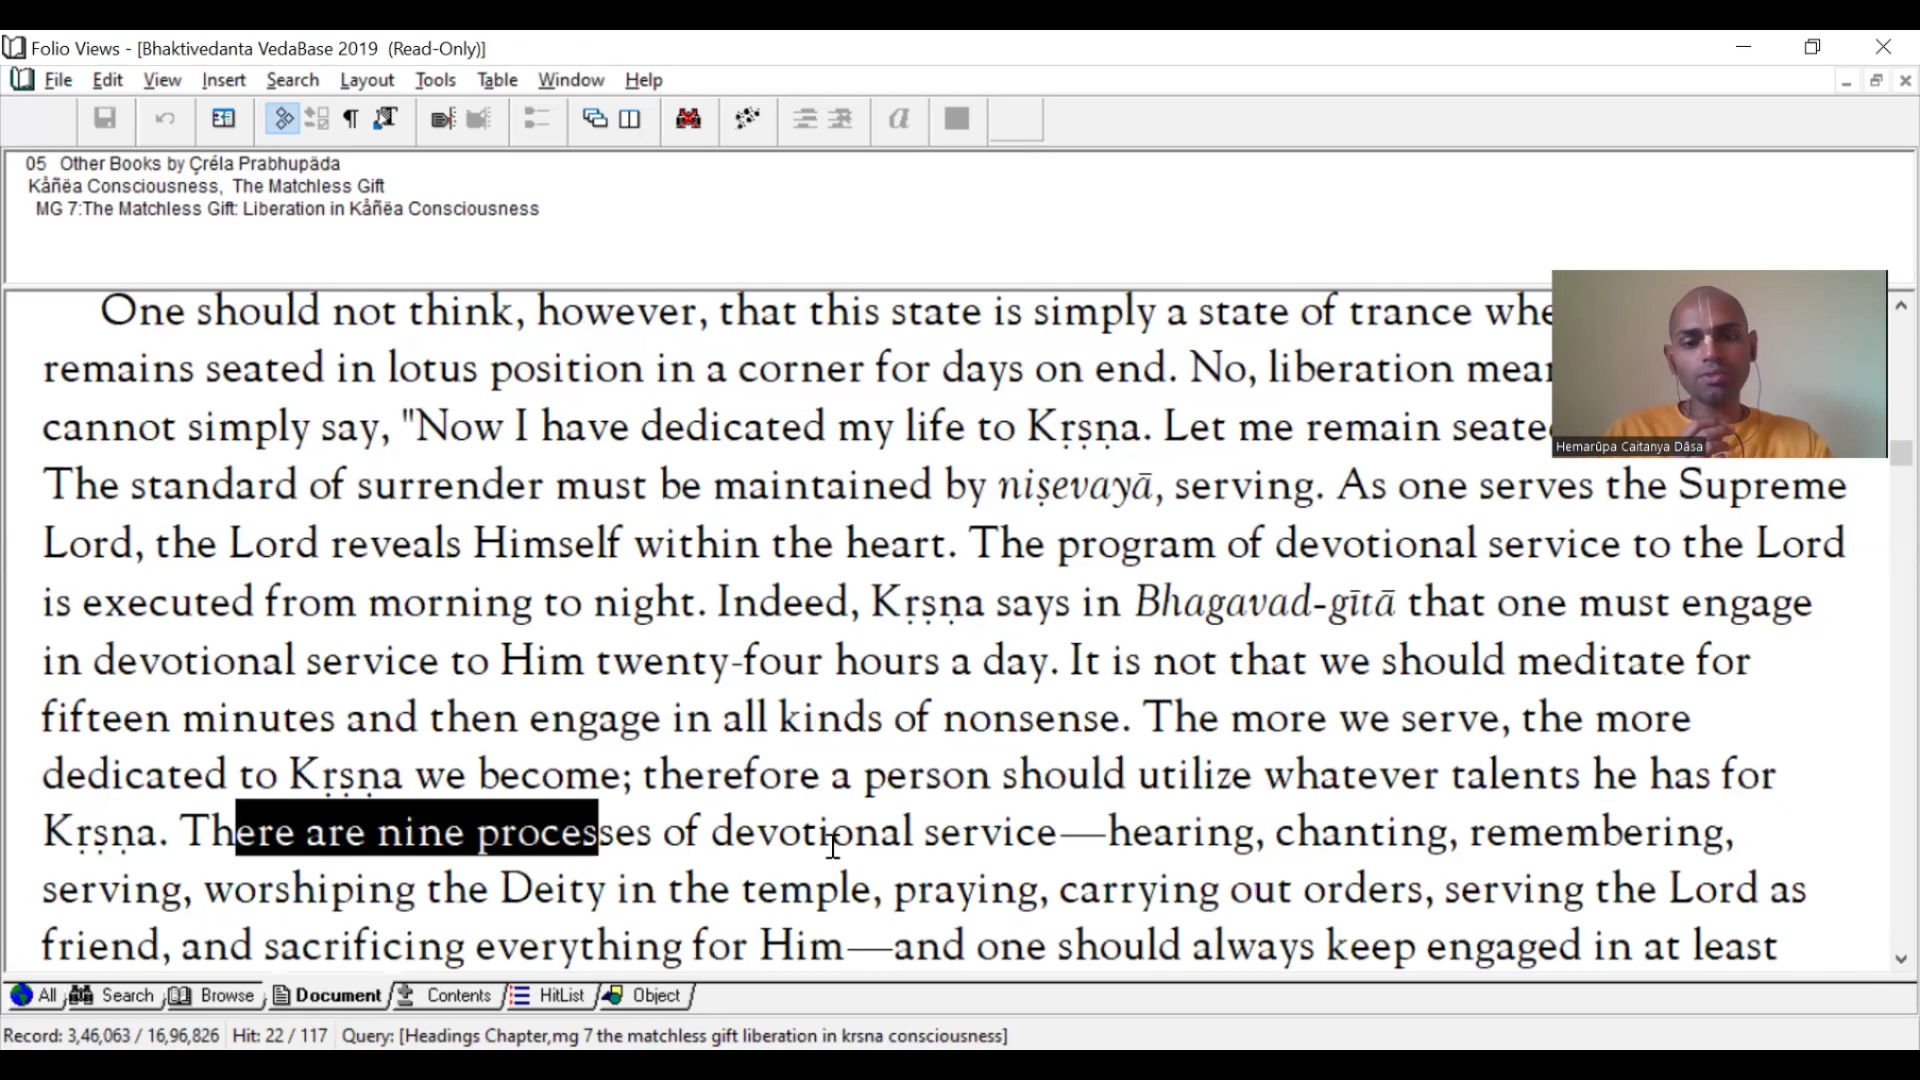 Folio Views - [Bhaktivedanta VedaBase 2019 (Read-Only)]
File Edit View Insert Search Layout Tools Table Window Help
05 Other Books by Çréla Prabhupäda
Kåñëa Consciousness, The Matchless Gift
MG 7:The Matchless Gift: Liberation in Kåñëa Consciousness
One should not think, however, that this state is simply a state of trance
remains seated in lotus position in a corner for days on end. No, liberation
cannot simply say, "Now I have dedicated my life to Kṛṣṇa. Let me remain
The standard of surrender must be maintained by niṣevayā, serving. As one serves the Supreme
Lord, the Lord reveals Himself within the heart. The program of devotional service to the Lord
is executed from morning to night. Indeed, Kṛṣṇa says in Bhagavad-gītā that one must engage
in devotional service to Him twenty-four hours a day. It is not that we should meditate for
fifteen minutes and then engage in all kinds of nonsense. The more we serve, the more
dedicated to Kṛṣṇa we become; therefore a person should utilize whatever talents he has for
Kṛṣṇa. There are nine processes of devotional service—hearing, chanting, remembering,
serving, worshiping the Deity in the temple, praying, carrying out orders, serving the Lord as
friend, and sacrificing everything for Him—and one should always keep engaged in at least
Hemarūpa Caitanya Dāsa
All Search Browse Document Contents HitList Object
Record: 3,46,063 / 16,96,826 Hit: 22 / 117 Query: [Headings Chapter,mg 7 the matchless gift liberation in krsna consciousness]